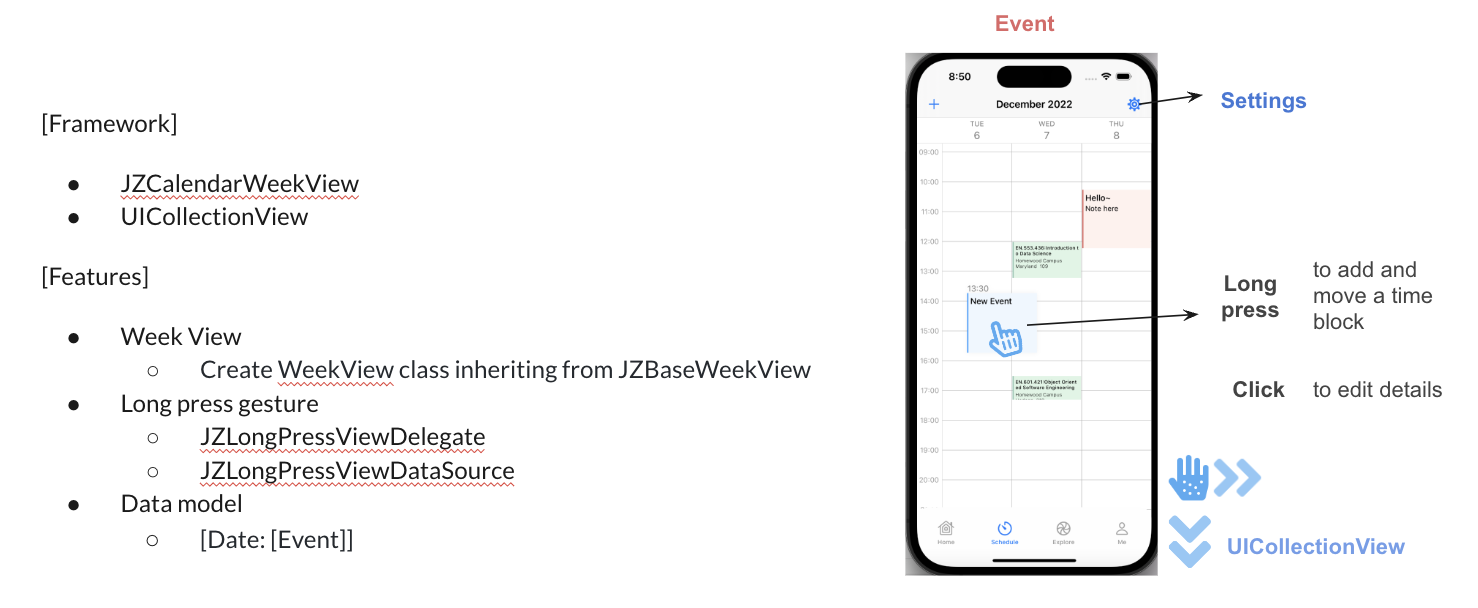 [Framework]
● JZCalendarWeekView
● UICollectionView
[Features]
● Week View
○ Create WeekView class inheriting from JZBaseWeekView
● Long press gesture
○ JZLongPressViewDelegate
○ JZLongPressViewDataSource
● Data model
○ [Date: [Event]]
Event
8:50
+ December 2022
TUE WED THU
6 7 8
09:00
10:00
Hello~
Note here
11:00
12:00
EN.553.436 Introduction t
o Data Science
Homewood Campus
Maryland 109
13:00
13:30
14:00
New Event
15:00
16:00
17:00
EN.601.421 Object Orient
ed Software Engineering
Homewood Campus
18:00
19:00
20:00
Home Schedule Explore Me
Settings
Long
press
to add and
move a time
block
Click to edit details
UICollectionView